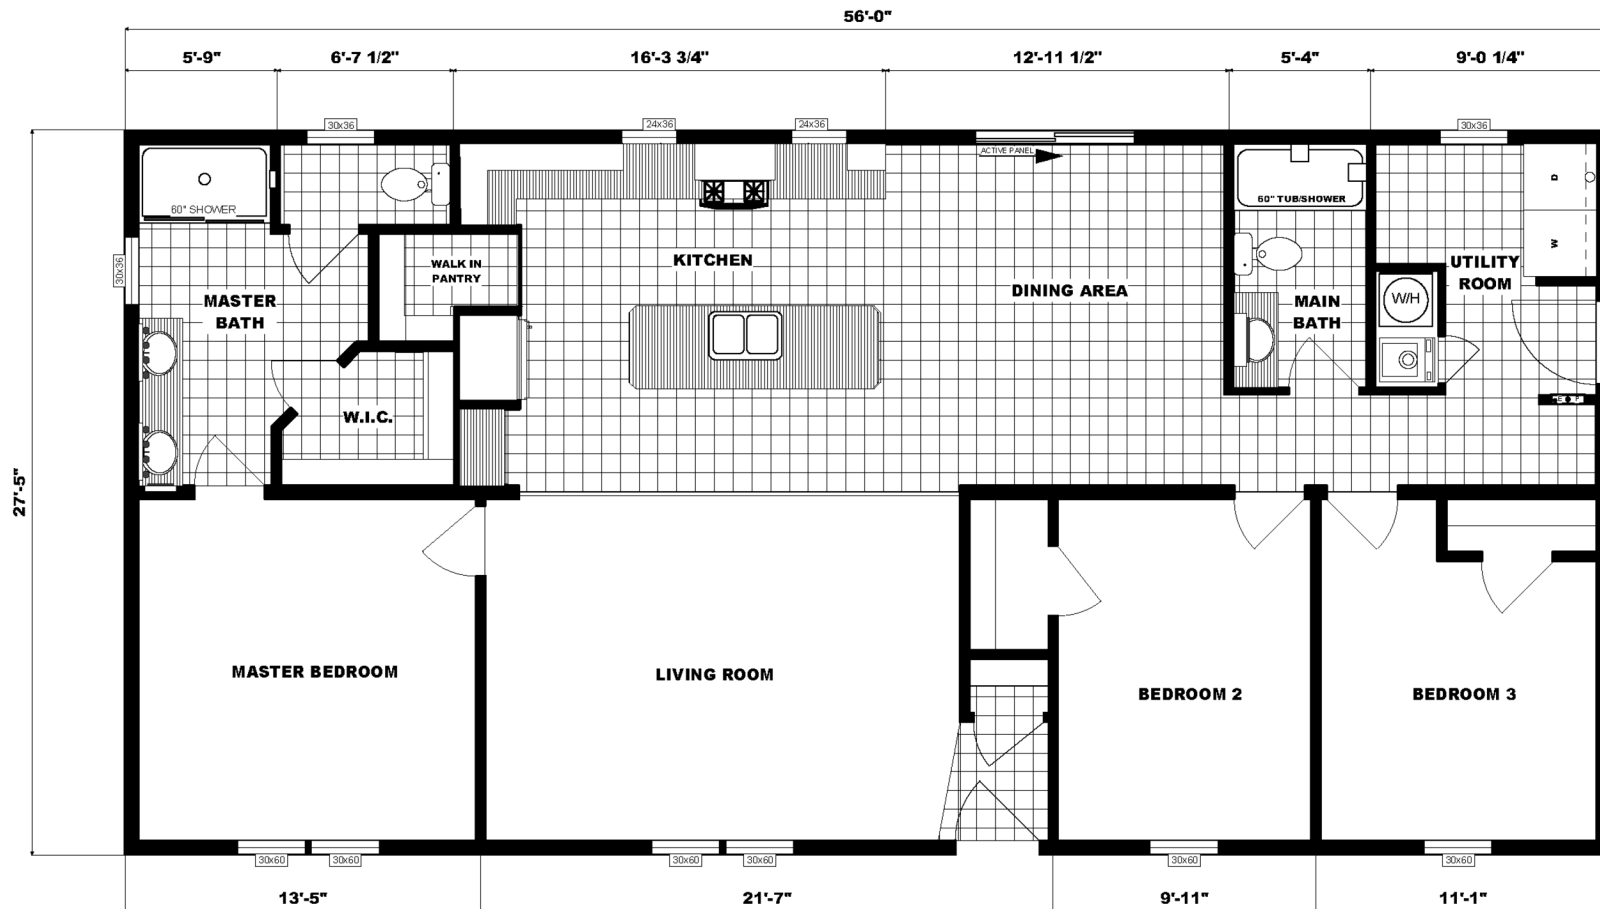 56'-0"
5'-9"
6'-7 1/2"
16'-3 3/4"
12'-11 1/2"
5'-4"
9'-0 1/4"
30x36
24x36
24x36
30x36
ACTIVE PANEL
60" SHOWER
60" TUB/SHOWER
D
W
30x36
WALK IN
PANTRY
KITCHEN
DINING AREA
UTILITY
ROOM
MASTER
BATH
MAIN
BATH
W/H
W.I.C.
E P
27'-5"
MASTER BEDROOM
LIVING ROOM
BEDROOM 2
BEDROOM 3
30x60
30x60
30x60
30x60
30x60
30x60
13'-5"
21'-7"
9'-11"
11'-1"